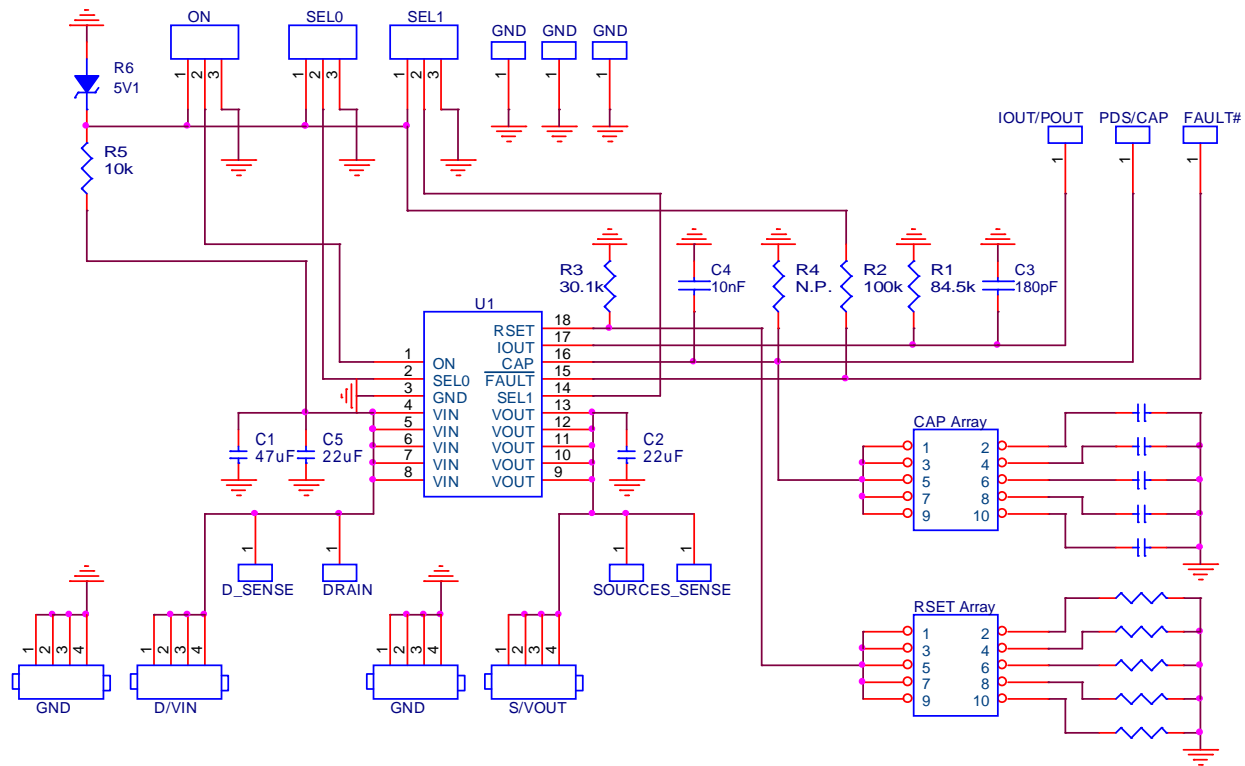 ON
SEL0
SEL1
GND
GND
GND
1
2
3
1
2
3
1
2
3
1
1
1
R6
5V1
R5
10k
IOUT/POUT
PDS/CAP
FAULT#
1
1
1
R3
30.1k
C4
10nF
R4
N.P.
R2
100k
R1
84.5k
C3
180pF
U1
1 ON
2 SEL0
3 GND
4 VIN
5 VIN
6 VIN
7 VIN
8 VIN
RSET 18
IOUT 17
CAP 16
FAULT 15
SEL1 14
VOUT 13
VOUT 12
VOUT 11
VOUT 10
VOUT 9
C1
47uF
C5
22uF
C2
22uF
CAP Array
1 2
3 4
5 6
7 8
9 10
1
D_SENSE
1
DRAIN
1
1
SOURCES_SENSE
RSET Array
1 2
3 4
5 6
7 8
9 10
1
2
3
4
GND
1
2
3
4
D/VIN
1
2
3
4
GND
1
2
3
4
S/VOUT